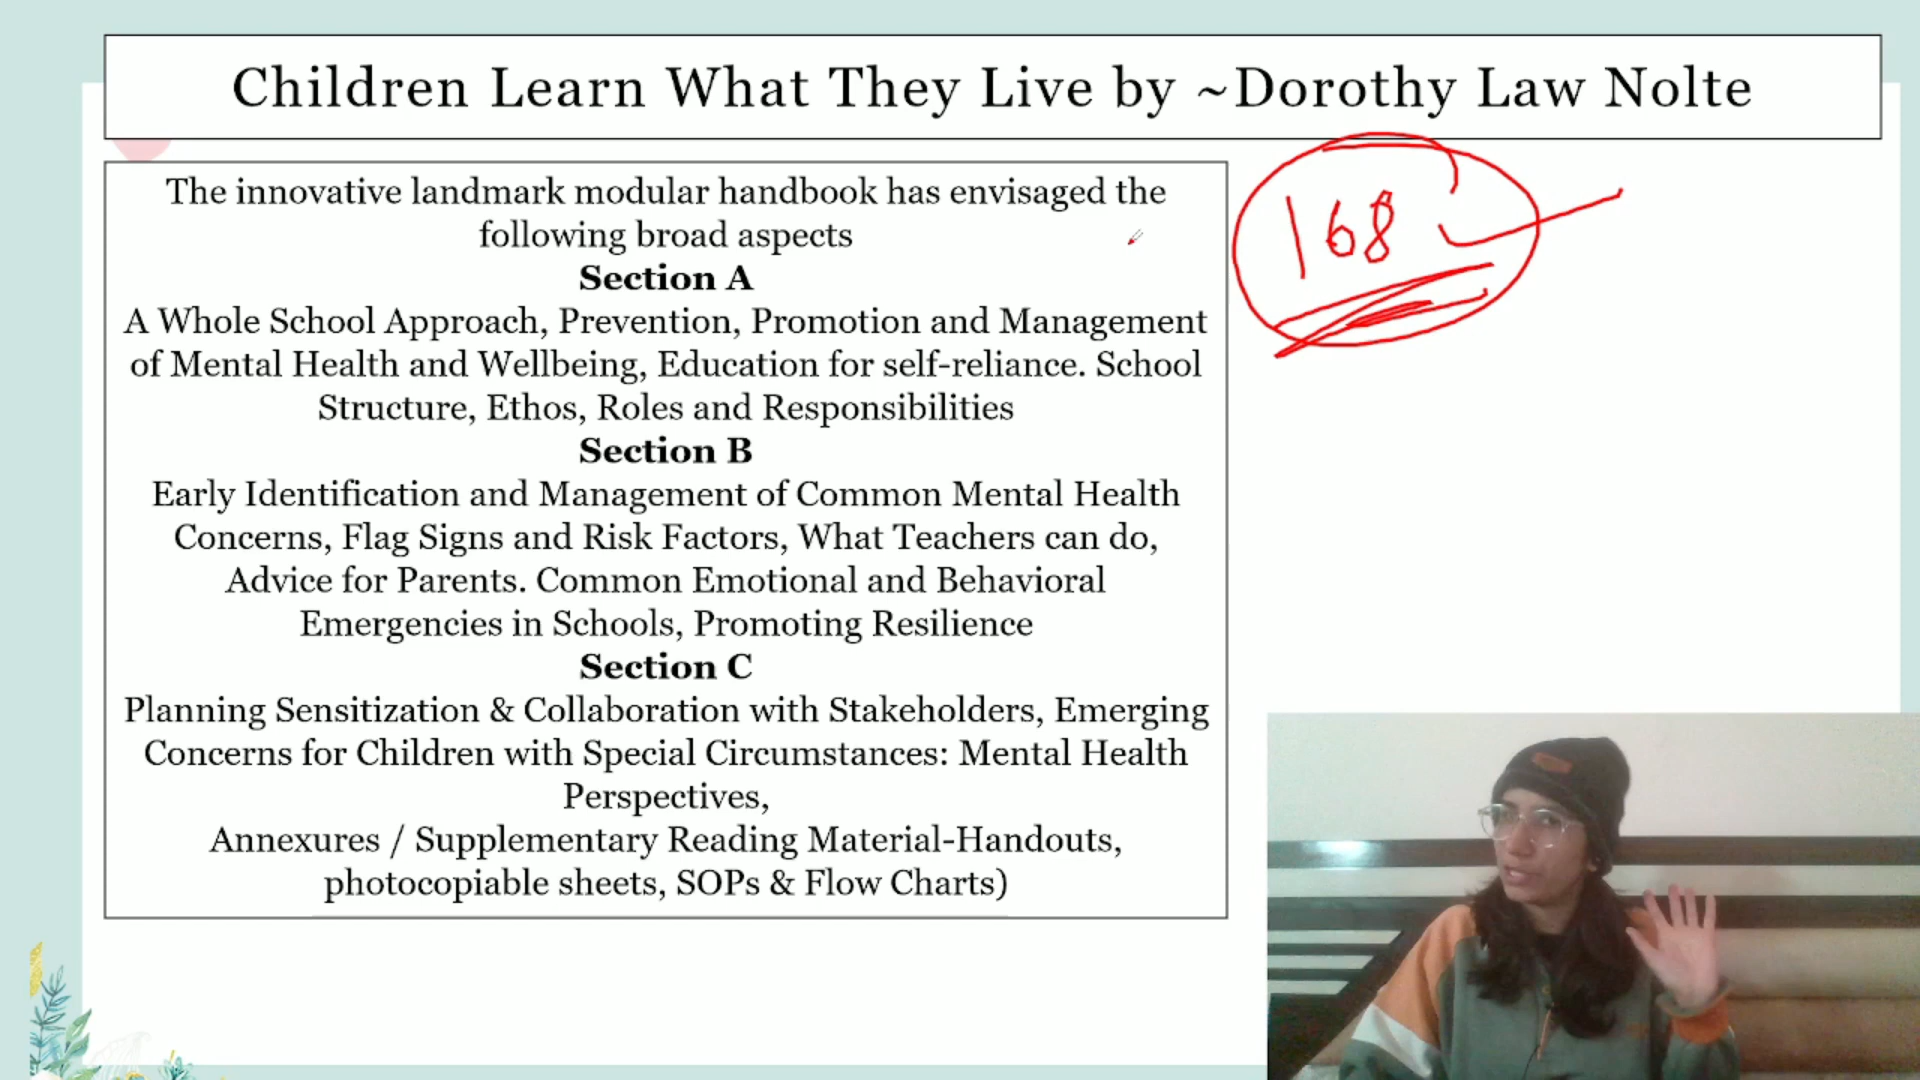 Children Learn What They Live by ~Dorothy Law Nolte
The innovative landmark modular handbook has envisaged the
following broad aspects
Section A
A Whole School Approach, Prevention, Promotion and Management
of Mental Health and Wellbeing, Education for self-reliance. School
Structure, Ethos, Roles and Responsibilities
Section B
Early Identification and Management of Common Mental Health
Concerns, Flag Signs and Risk Factors, What Teachers can do,
Advice for Parents. Common Emotional and Behavioral
Emergencies in Schools, Promoting Resilience
Section C
Planning Sensitization & Collaboration with Stakeholders, Emerging
Concerns for Children with Special Circumstances: Mental Health
Perspectives,
Annexures / Supplementary Reading Material-Handouts,
photocopiable sheets, SOPs & Flow Charts)
168